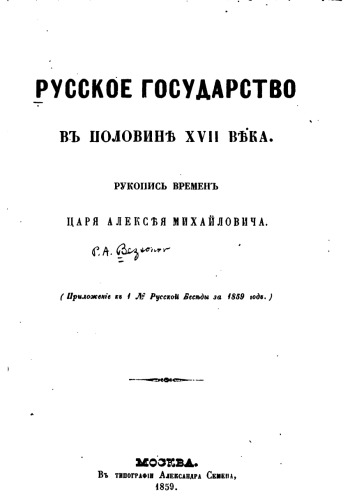 РУССКОЕ ГОСУДАРСТВО
ВЪ ПОЛОВИНѢ XVII ВѢКА.
РУКОПИСЬ ВРЕМЕНЪ
ЦАРЯ АЛЕКСѢЯ МИХАЙЛОВИЧА.
P. A.
(Приложеніе къ 1 № Русской Бесѣды за 1859 годъ.)
МОСКВА.
Въ типографіи Александра Семена,
1859.